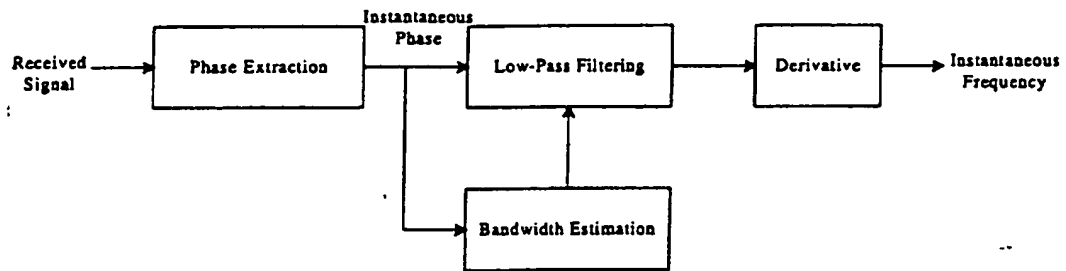 Instantaneous
Phase
Received
Signal
Phase Extraction
Low-Pass Filtering
Derivative
Instantaneous
Frequency
Bandwidth Estimation